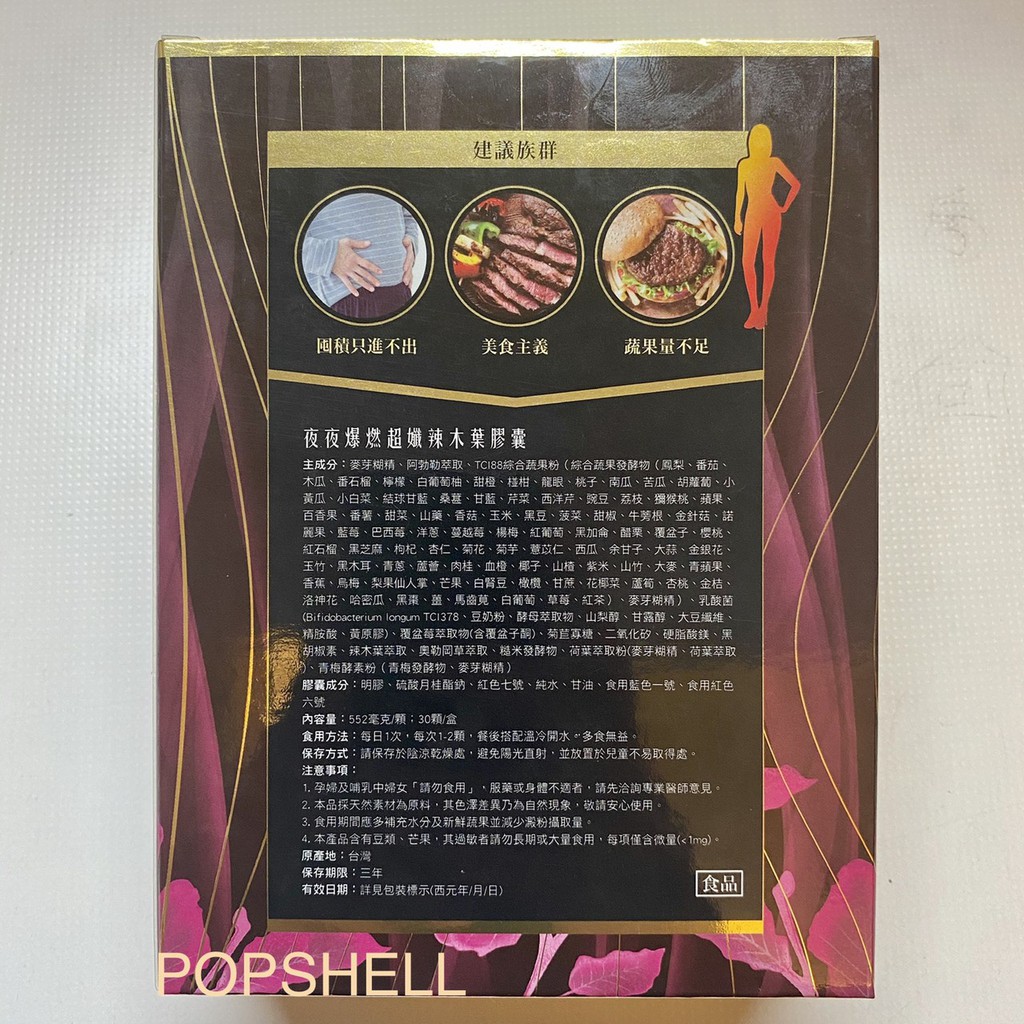 建議族群
囤積只進不出 美食主義 蔬果量不足
夜夜爆燃超孅辣木葉膠囊
主成分：麥芽糊精、阿勃勒萃取、TCI88綜合蔬果粉（綜合蔬果發酵物（鳳梨、番茄、
木瓜、番石榴、檸檬、白葡萄柚、甜橙、椪柑、龍眼、桃子、南瓜、苦瓜、胡蘿蔔、小
黃瓜、小白菜、結球甘藍、桑葚、甘藍、芹菜、西洋芹、豌豆、荔枝、獼猴桃、蘋果、
百香果、番薯、甜菜、山藥、香菇、玉米、黑豆、菠菜、甜椒、牛蒡根、金針菇、諾
麗果、藍莓、巴西莓、洋蔥、蔓越莓、楊梅、紅葡萄、黑加侖、醋栗、覆盆子、櫻桃、
紅石榴、黑芝麻、枸杞、杏仁、菊花、菊芋、薏苡仁、西瓜、余甘子、大蒜、金銀花、
玉竹、黑木耳、青蔥、蘆薈、肉桂、血橙、椰子、山楂、紫米、山竹、大麥、青蘋果、
香蕉、烏梅、梨果仙人掌、芒果、白腎豆、橄欖、甘蔗、花椰菜、蘆筍、杏桃、金桔、
洛神花、哈密瓜、黑棗、薑、馬齒莧、白葡萄、草莓、紅茶）、麥芽糊精）、乳酸菌
(Bifidobacterium longum TCI378、豆奶粉、酵母萃取物、山梨醇、甘露醇、大豆纖維、
精胺酸、黃原膠)、覆盆莓萃取物(含覆盆子酮)、菊苣寡糖、二氧化矽、硬脂酸鎂、黑
胡椒素、辣木葉萃取、奧勒岡草萃取、糙米發酵物、荷葉萃取粉(麥芽糊精、荷葉萃取
)、青梅酵素粉（青梅發酵物、麥芽糊精）
膠囊成分：明膠、硫酸月桂酯鈉、紅色七號、純水、甘油、食用藍色一號、食用紅色
六號
內容量：552毫克/顆；30顆/盒
食用方法：每日1次，每次1-2顆，餐後搭配溫冷開水。多食無益。
保存方式：請保存於陰涼乾燥處，避免陽光直射，並放置於兒童不易取得處。
注意事項：
1. 孕婦及哺乳中婦女「請勿食用」，服藥或身體不適者，請先洽詢專業醫師意見。
2. 本品採天然素材為原料，其色澤差異乃為自然現象，敬請安心使用。
3. 食用期間應多補充水分及新鮮蔬果並減少澱粉攝取量。
4. 本產品含有豆類、芒果，其過敏者請勿長期或大量食用，每項僅含微量(<1mg)。
原產地：台灣
保存期限：三年
有效日期：詳見包裝標示(西元年/月/日)
食品
POPSHELL